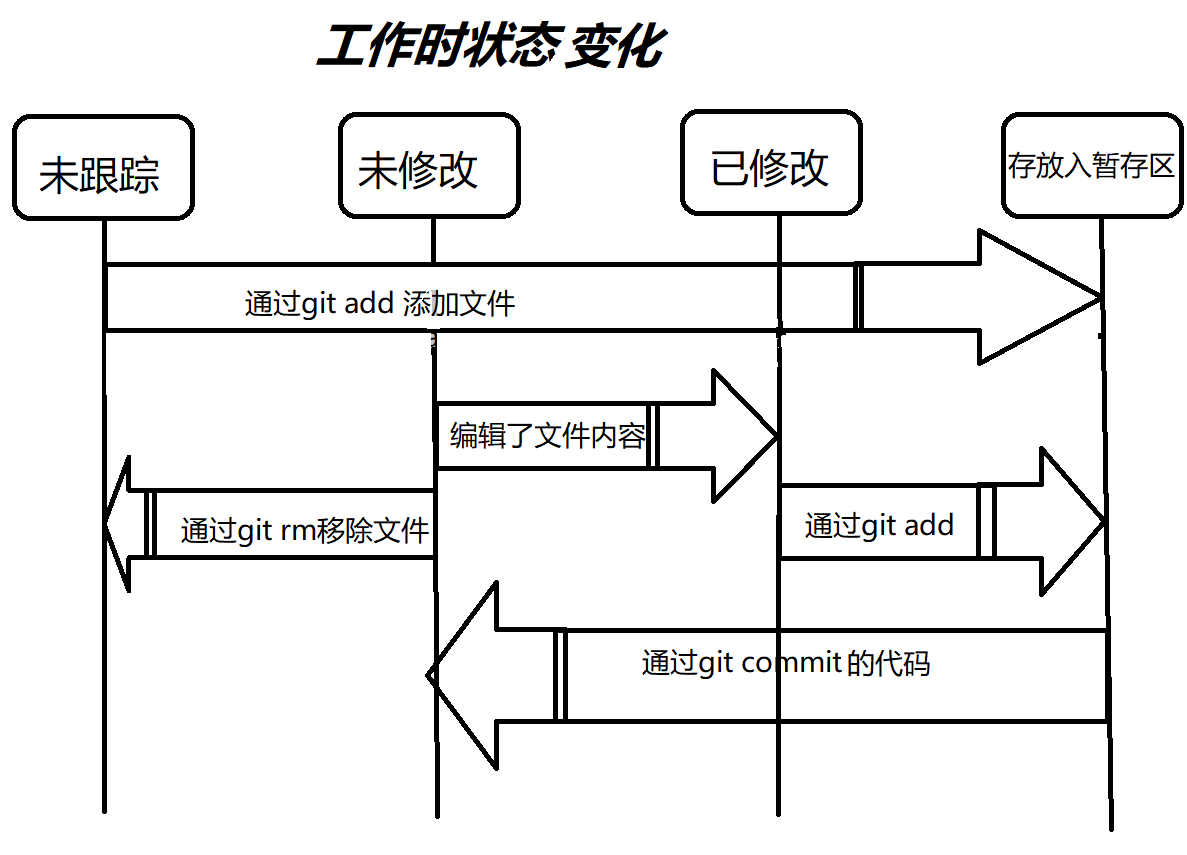 工作时状态变化
未跟踪
未修改
已修改
存放入暂存区
通过git add 添加文件
编辑了文件内容
通过git rm移除文件
通过git add
通过git commit的代码